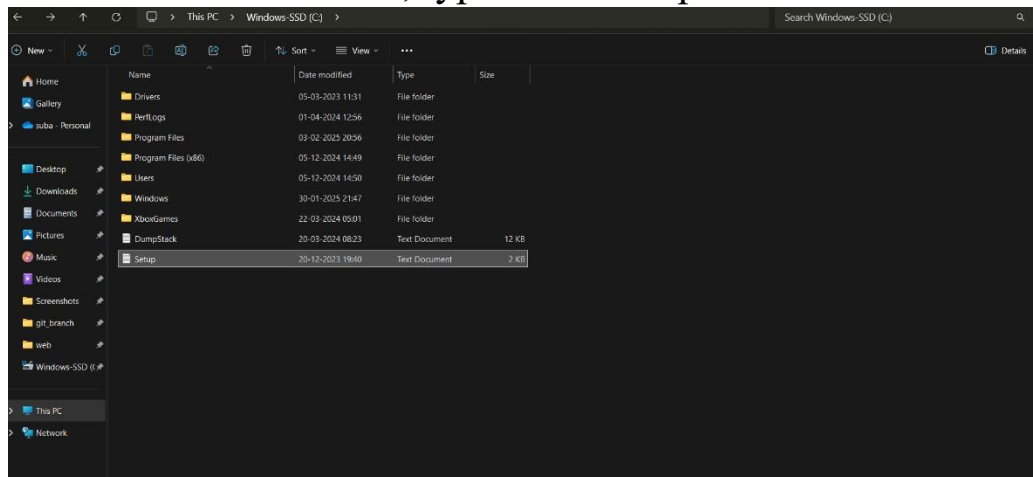 This PC > Windows-SSD (C:) >
Search Windows-SSD (C:)
New
Sort
View
...
Details
Name Date modified Type Size
Home
Gallery
suba - Personal
Desktop
Downloads
Documents
Pictures
Music
Videos
Screenshots
git_branch
web
Windows-SSD (C
This PC
Network
Drivers 05-03-2023 11:31 File folder
PerfLogs 01-04-2024 12:56 File folder
Program Files 03-02-2025 20:56 File folder
Program Files (x86) 05-12-2024 14:49 File folder
Users 05-12-2024 14:50 File folder
Windows 30-01-2025 21:47 File folder
XboxGames 22-03-2024 05:01 File folder
DumpStack 20-03-2024 08:23 Text Document 12 KB
Setup 20-12-2023 19:40 Text Document 2 KB